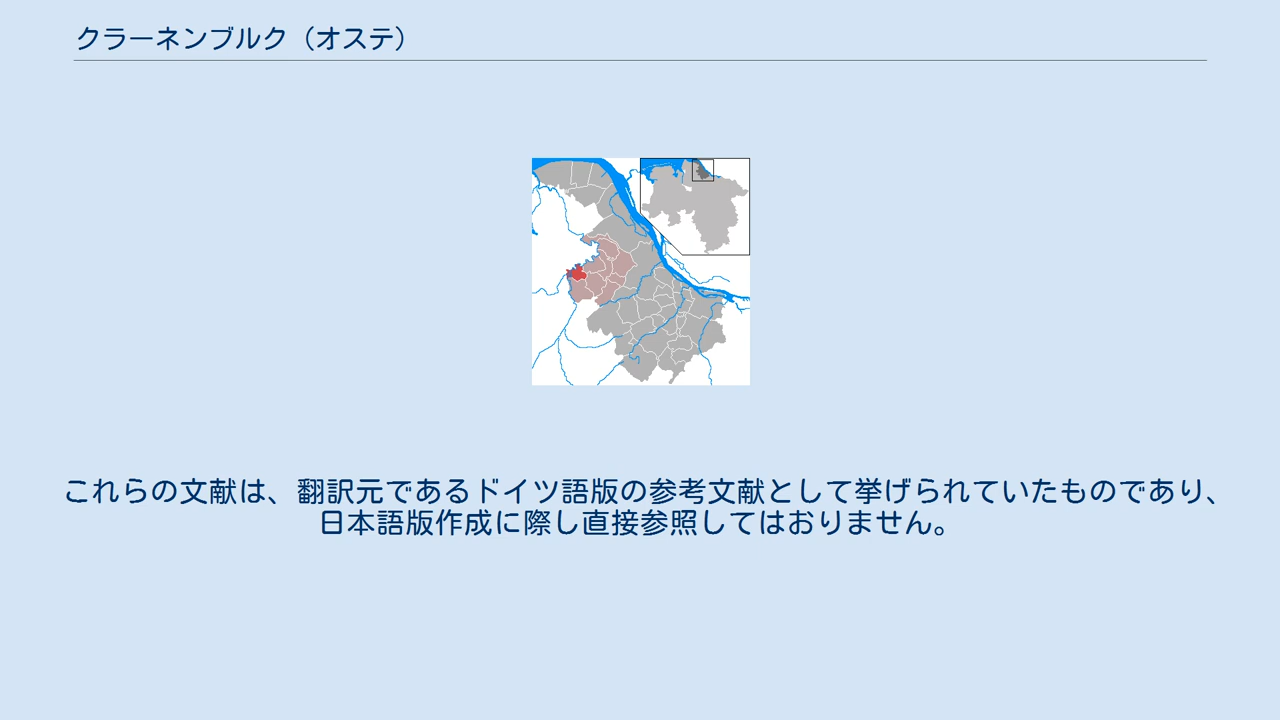 クラーネンブルク（オステ）
これらの文献は、翻訳元であるドイツ語版の参考文献として挙げられていたものであり、
日本語版作成に際し直接参照してはおりません。